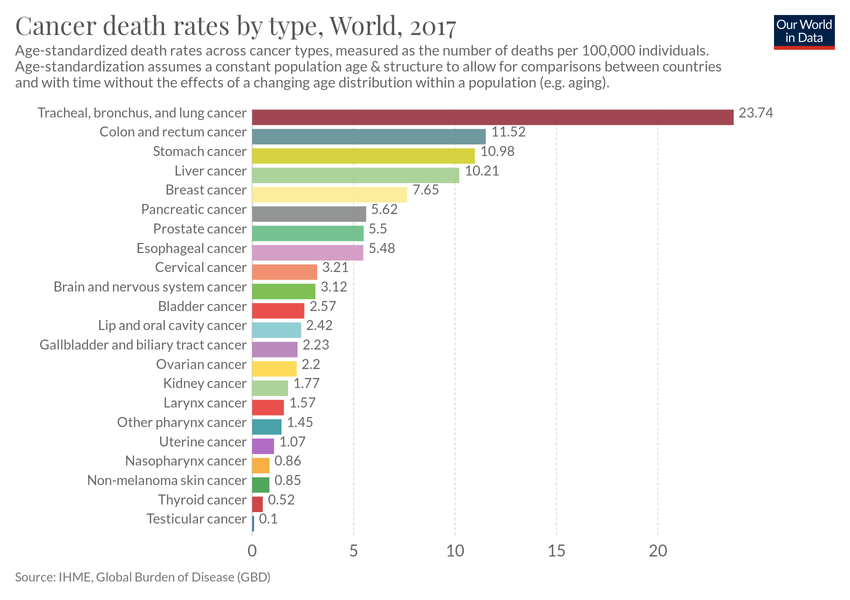 Cancer death rates by type, World, 2017
Our World
in Data
Age-standardized death rates across cancer types, measured as the number of deaths per 100,000 individuals.
Age-standardization assumes a constant population age & structure to allow for comparisons between countries
and with time without the effects of a changing age distribution within a population (e.g. aging).
Tracheal, bronchus, and lung cancer 23.74
Colon and rectum cancer 11.52
Stomach cancer 10.98
Liver cancer 10.21
Breast cancer 7.65
Pancreatic cancer 5.62
Prostate cancer 5.5
Esophageal cancer 5.48
Cervical cancer 3.21
Brain and nervous system cancer 3.12
Bladder cancer 2.57
Lip and oral cavity cancer 2.42
Gallbladder and biliary tract cancer 2.23
Ovarian cancer 2.2
Kidney cancer 1.77
Larynx cancer 1.57
Other pharynx cancer 1.45
Uterine cancer 1.07
Nasopharynx cancer 0.86
Non-melanoma skin cancer 0.85
Thyroid cancer 0.52
Testicular cancer 0.1
0 5 10 15 20
Source: IHME, Global Burden of Disease (GBD)